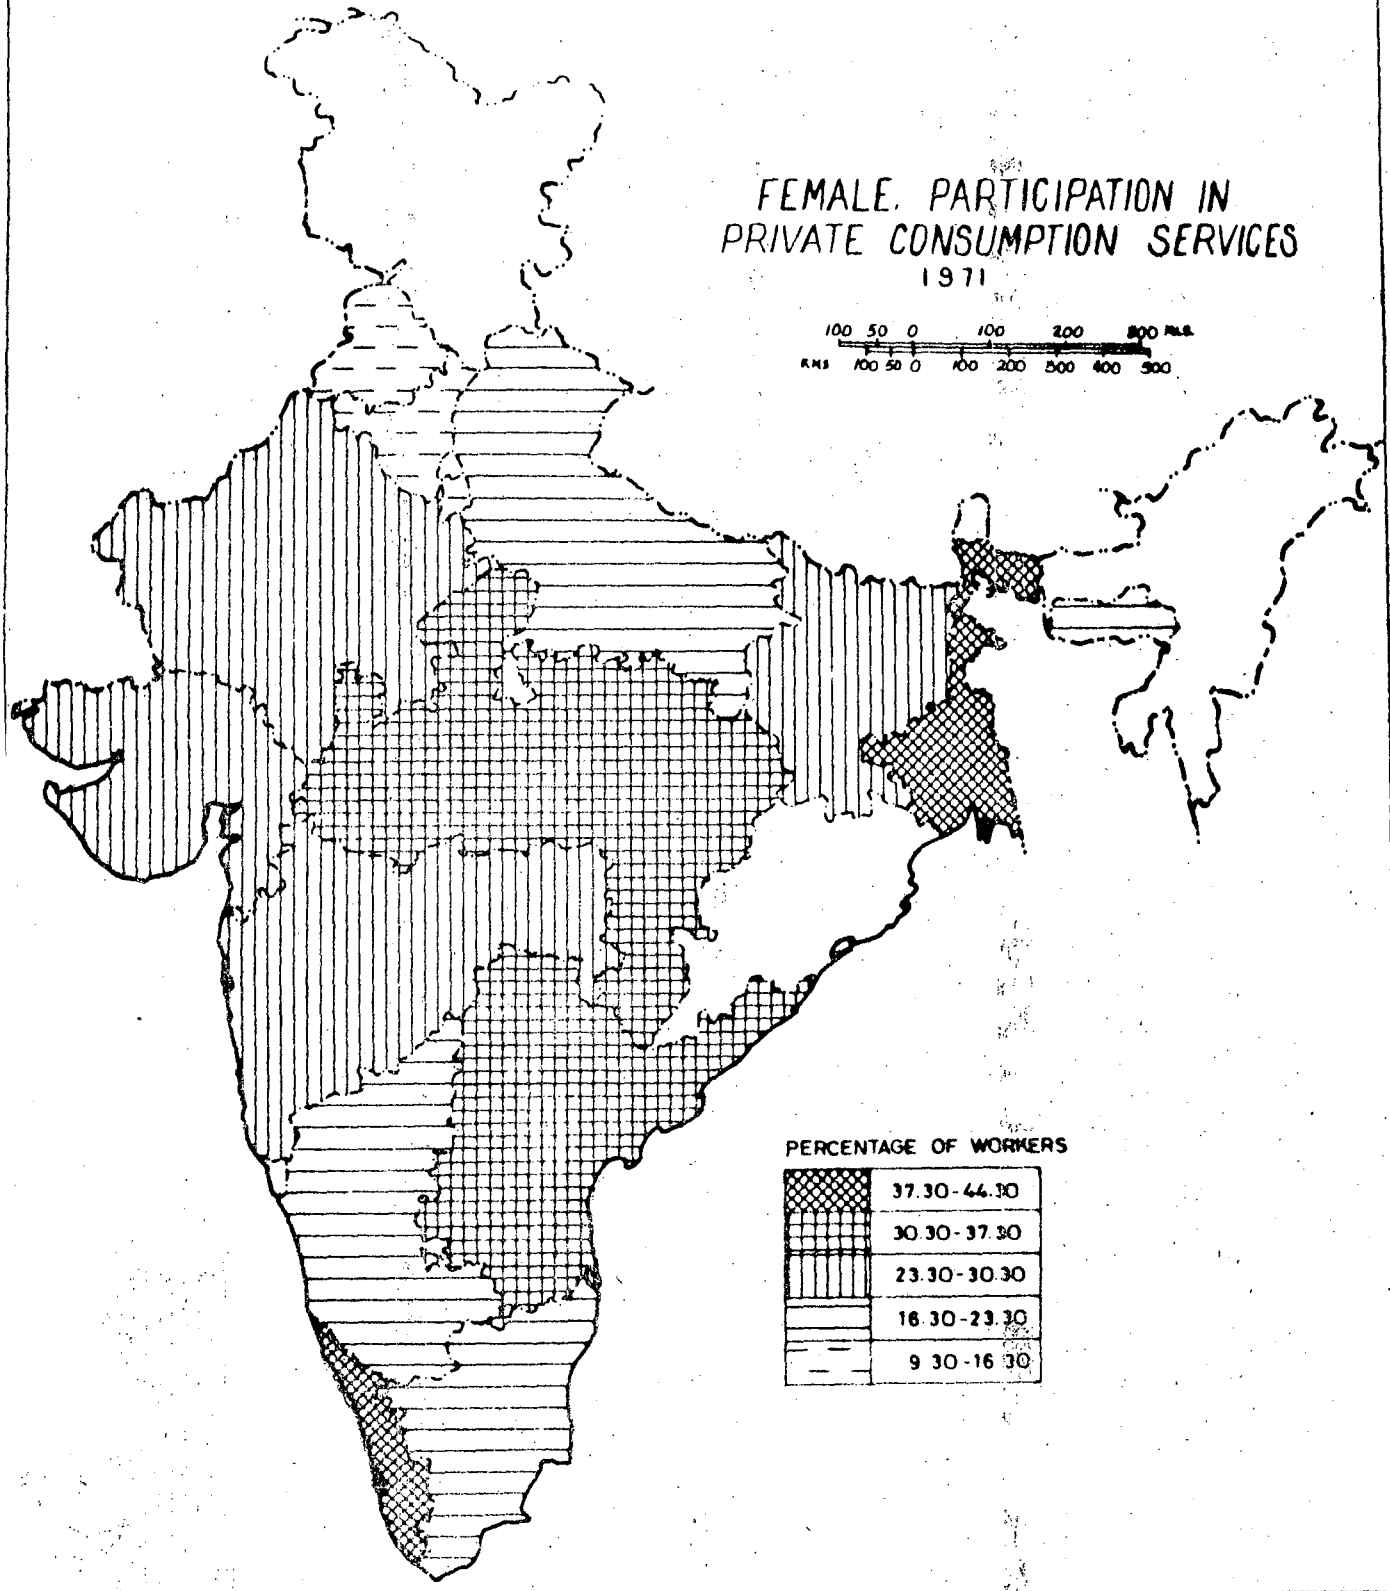 FEMALE. PARTICIPATION IN
PRIVATE CONSUMPTION SERVICES
1971
100 50 0 100 200 300 MLS
KMS 100 50 0 100 200 300 400 500
PERCENTAGE OF WORKERS
37.30-44.30
30.30-37.30
23.30-30.30
16.30-23.30
9 30-16 30